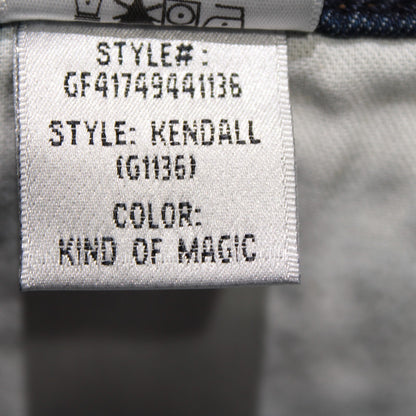 STYLE#:
GF41749441136
STYLE: KENDALL
(G1136)
COLOR:
KIND OF MAGIC